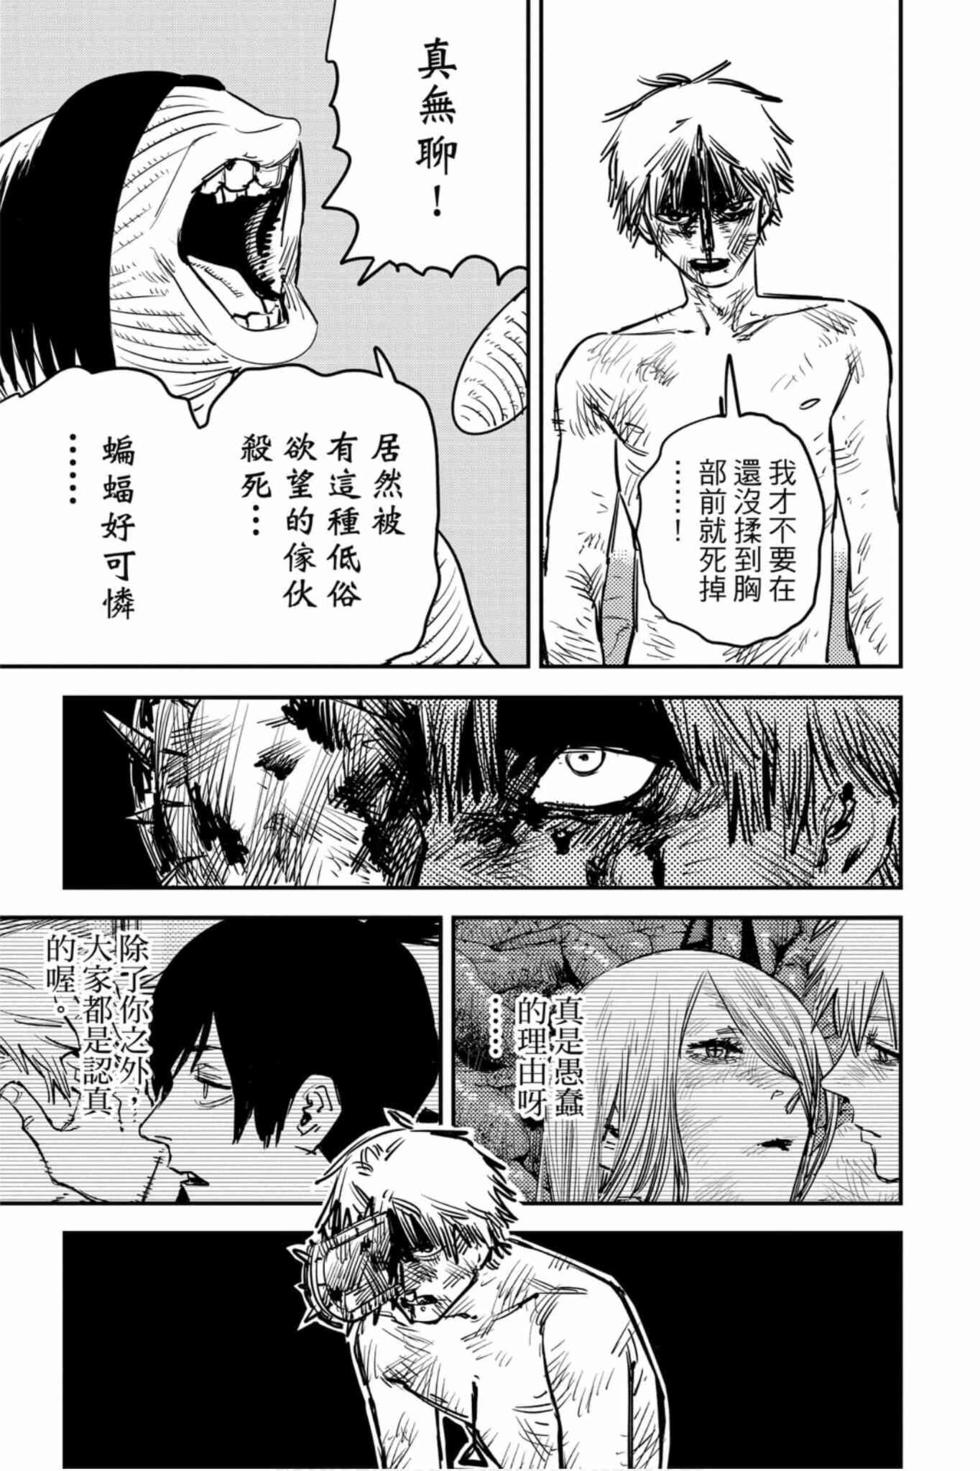 我才不要在
還沒揉到胸
部前就死掉
……！
真無聊！
居然被
有這種低俗
欲望的傢伙
殺死…
蝙蝠好可憐
……
真是愚蠢
的理由呀
……
除了你之外，
大家都是認真
的喔。